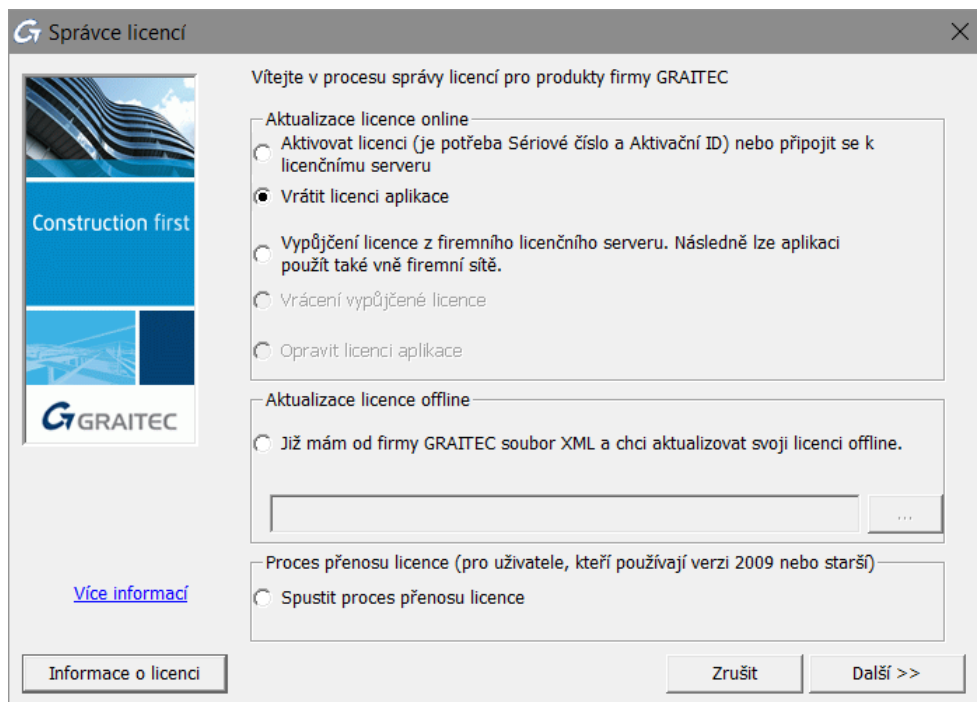 Správce licencí
Vítejte v procesu správy licencí pro produkty firmy GRAITEC
Aktualizace licence online
Aktivovat licenci (je potřeba Sériové číslo a Aktivační ID) nebo připojit se k
licenčnímu serveru
Vrátit licenci aplikace
Construction first
Vypůjčení licence z firemního licenčního serveru. Následně lze aplikaci
použít také vně firemní sítě.
Vrácení vypůjčené licence
Opravit licenci aplikace
GRAITEC
Aktualizace licence offline
Již mám od firmy GRAITEC soubor XML a chci aktualizovat svoji licenci offline.
...
Proces přenosu licence (pro uživatele, kteří používají verzi 2009 nebo starší)
Spustit proces přenosu licence
Více informací
Informace o licenci
Zrušit
Další >>